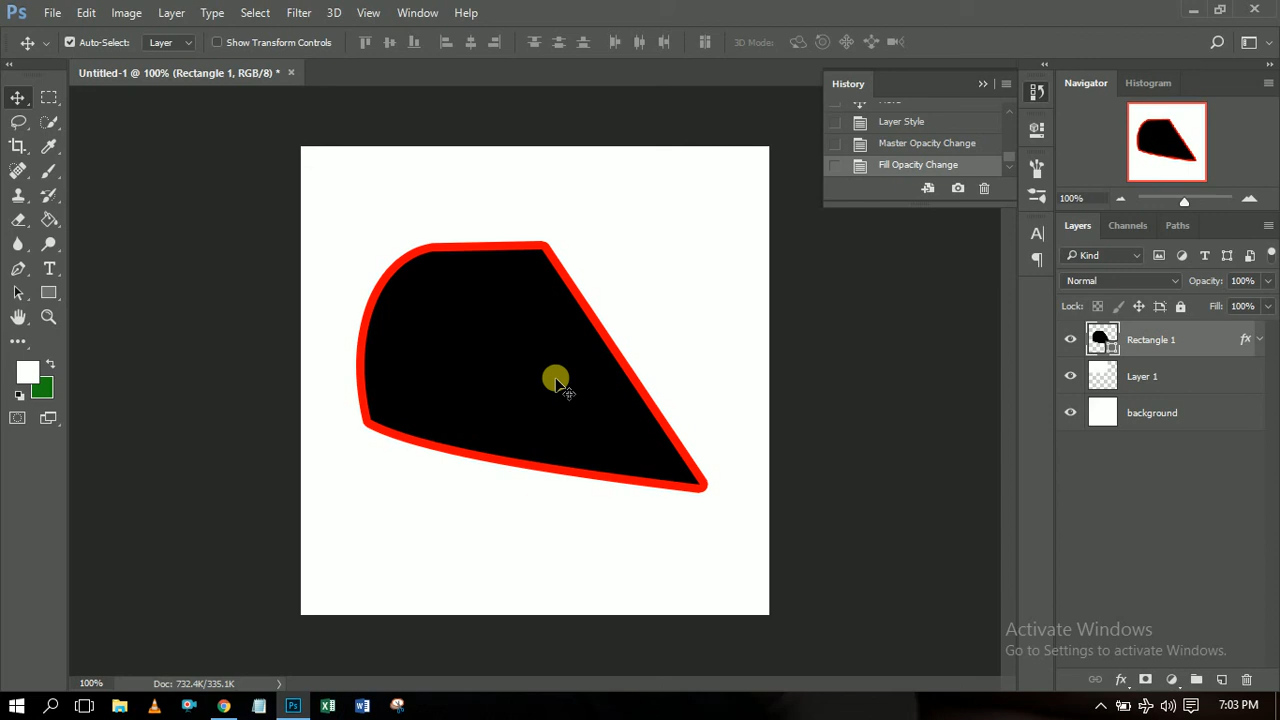 Ps File Edit Image Layer Type Select Filter 3D View Window Help
Auto-Select: Layer Show Transform Controls 3D Mode:
Untitled-1 @ 100% (Rectangle 1, RGB/8) *
History
Layer Style
Master Opacity Change
Fill Opacity Change
Navigator Histogram
100%
Layers Channels Paths
Kind
Normal Opacity: 100%
Lock: Fill: 100%
Rectangle 1 fx
Layer 1
background
Activate Windows
Go to Settings to activate Windows.
100% Doc: 732.4K/335.1K
fx
Ps
7:03 PM